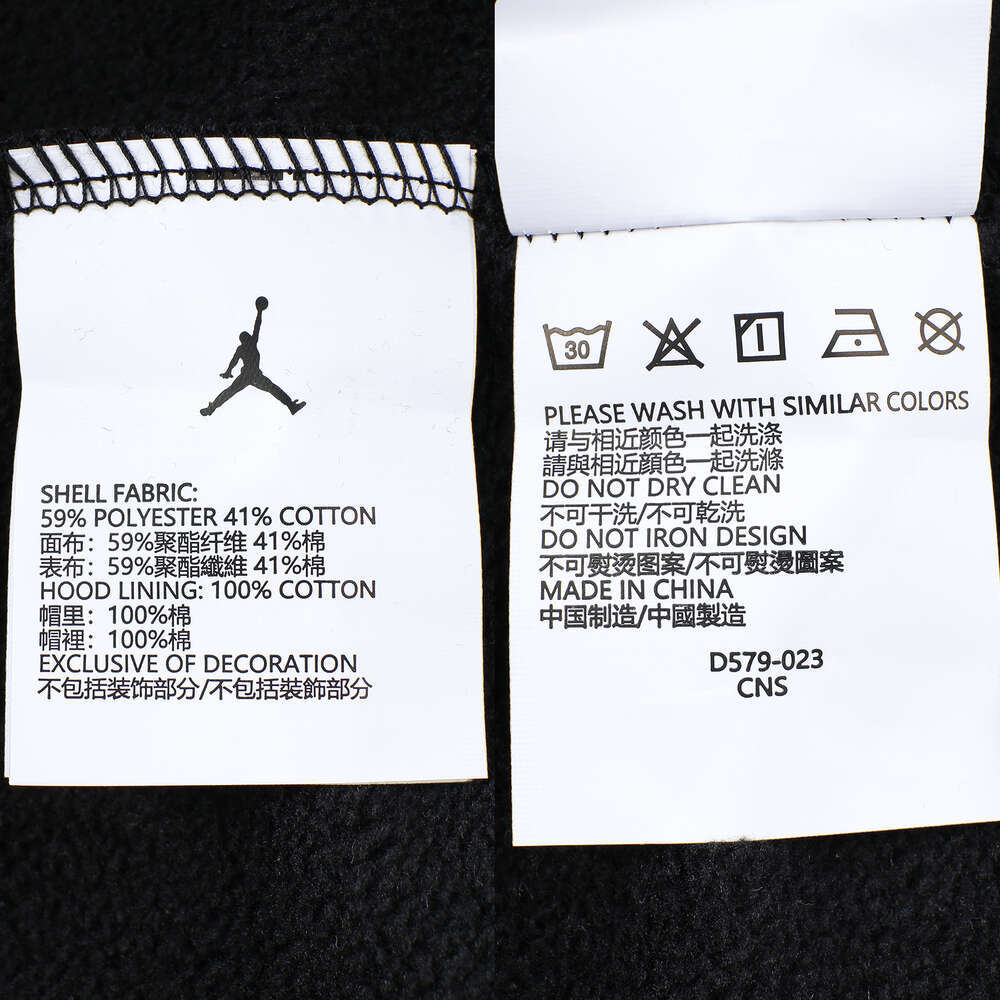 SHELL FABRIC:
59% POLYESTER 41% COTTON
面布：59%聚酯纤维 41%棉
表布：59%聚酯纖維 41%棉
HOOD LINING: 100% COTTON
帽里：100%棉
帽裡：100%棉
EXCLUSIVE OF DECORATION
不包括装饰部分/不包括裝飾部分
30
PLEASE WASH WITH SIMILAR COLORS
请与相近颜色一起洗涤
請與相近顏色一起洗滌
DO NOT DRY CLEAN
不可干洗/不可乾洗
DO NOT IRON DESIGN
不可熨烫图案/不可熨燙圖案
MADE IN CHINA
中国制造/中國製造
D579-023
CNS